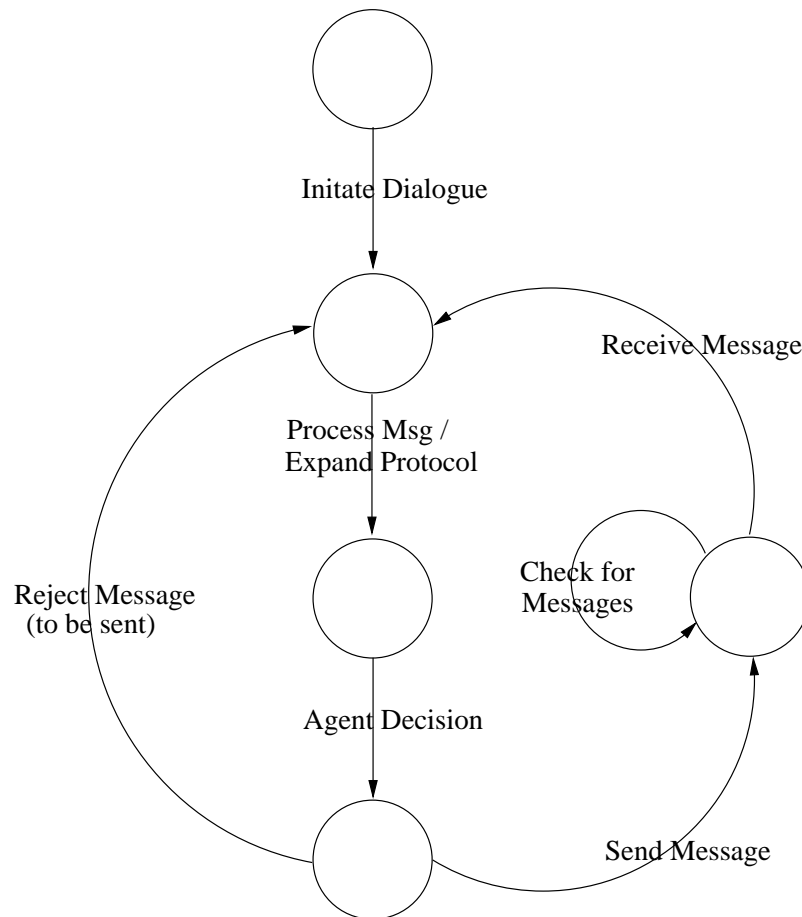 Initate Dialogue
Receive Message
Process Msg /
Expand Protocol
Check for
Messages
Reject Message
(to be sent)
Agent Decision
Send Message